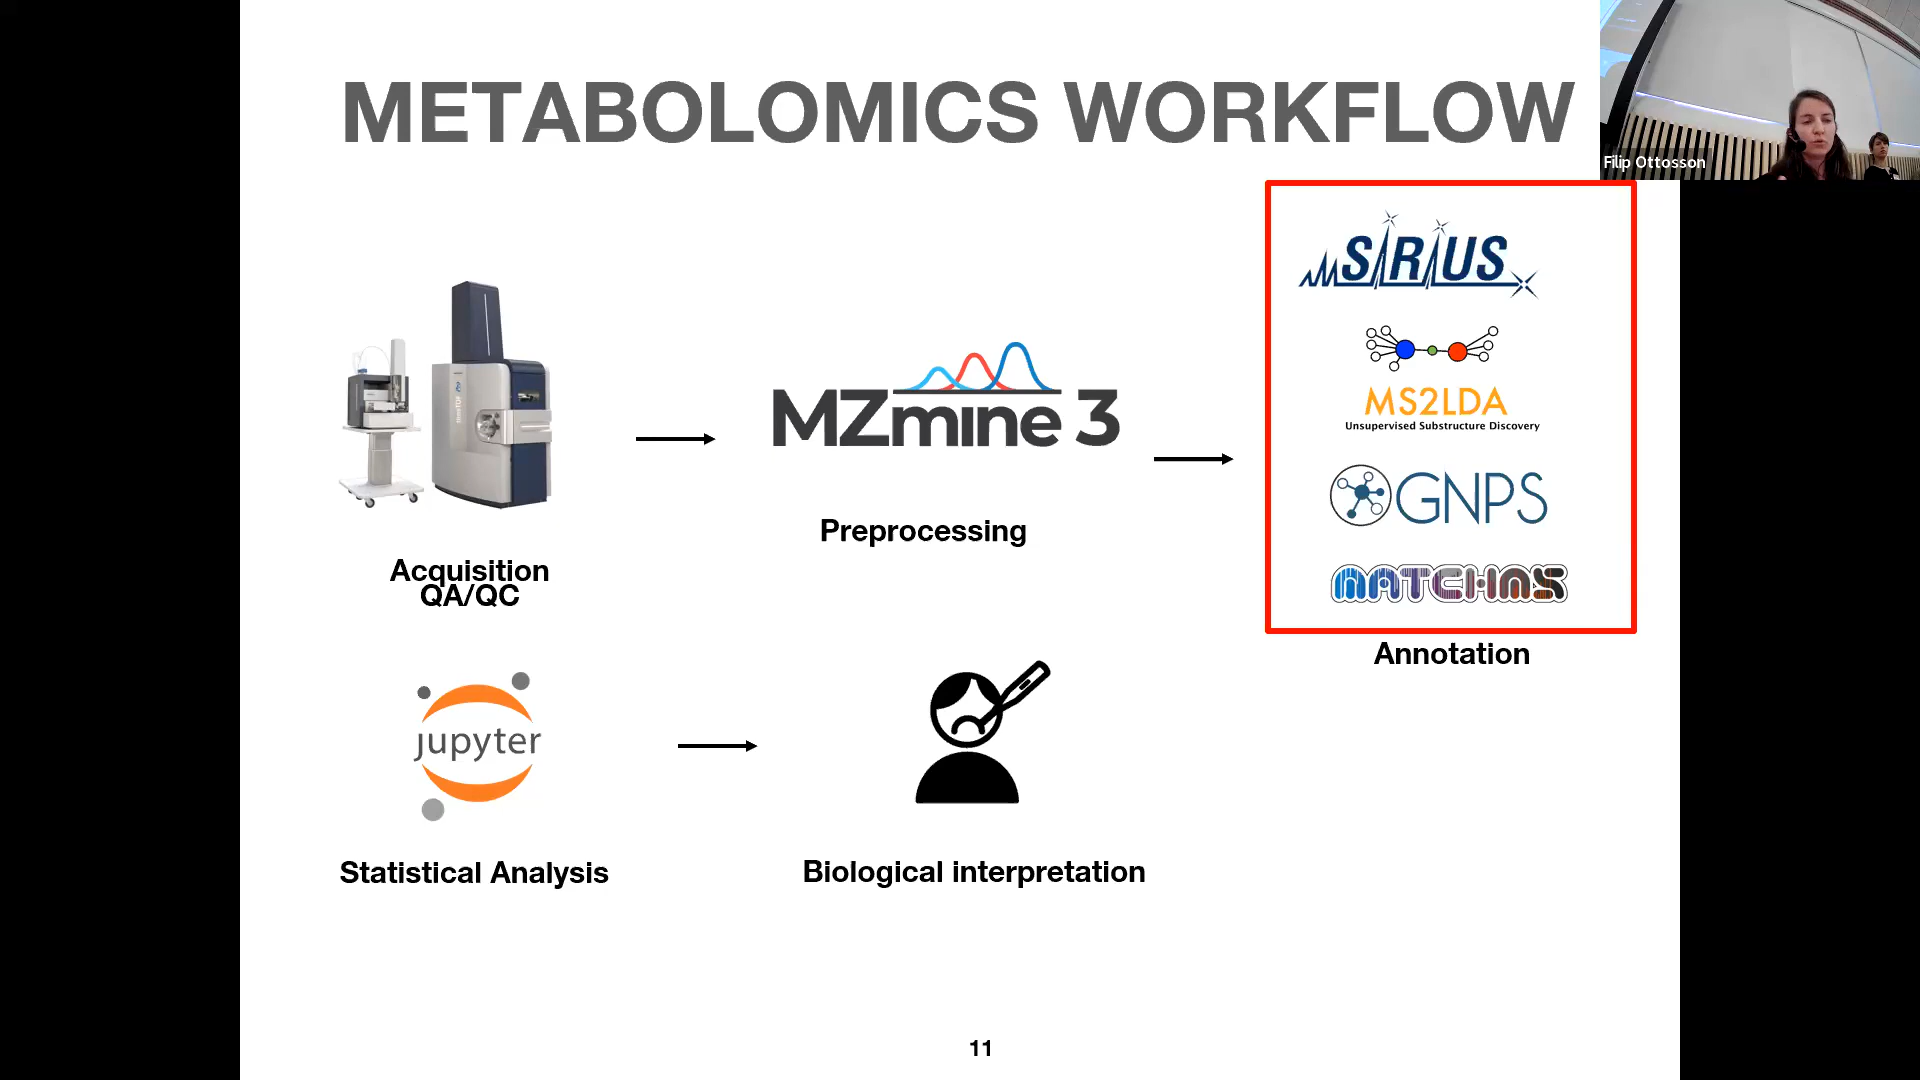 METABOLOMICS WORKFLOW
Filip Ottosson
SIRIUS
MS2LDA
Unsupervised Substructure Discovery
GNPS
MATCHMS
Annotation
MZmine 3
Preprocessing
Acquisition
QA/QC
jupyter
Statistical Analysis
Biological interpretation
11